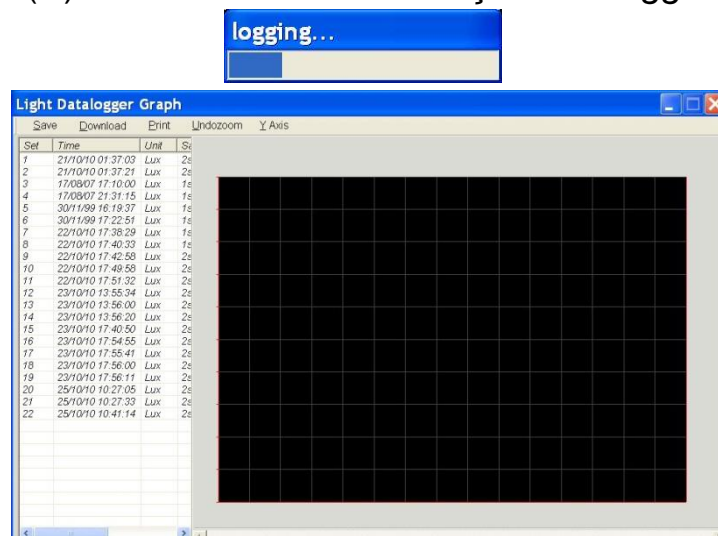 logging...
Light Datalogger Graph
Save Download Print Undozoom Y Axis
Set Time Unit
1 21/10/10 01:37:03 Lux 2s
2 21/10/10 01:37:21 Lux 2s
3 17/08/07 17:10:00 Lux 1s
4 17/08/07 21:31:15 Lux 1s
5 30/11/99 16:19:37 Lux 1s
6 30/11/99 17:22:51 Lux 1s
7 22/10/10 17:38:29 Lux 1s
8 22/10/10 17:40:33 Lux 1s
9 22/10/10 17:42:58 Lux 2s
10 22/10/10 17:49:58 Lux 2s
11 22/10/10 17:51:32 Lux 2s
12 23/10/10 13:55:34 Lux 2s
13 23/10/10 13:56:00 Lux 2s
14 23/10/10 13:56:20 Lux 2s
15 23/10/10 17:40:50 Lux 2s
16 23/10/10 17:54:55 Lux 2s
17 23/10/10 17:55:41 Lux 2s
18 23/10/10 17:56:00 Lux 2s
19 23/10/10 17:56:11 Lux 2s
20 25/10/10 10:27:05 Lux 2s
21 25/10/10 10:27:33 Lux 2s
22 25/10/10 10:41:14 Lux 2s